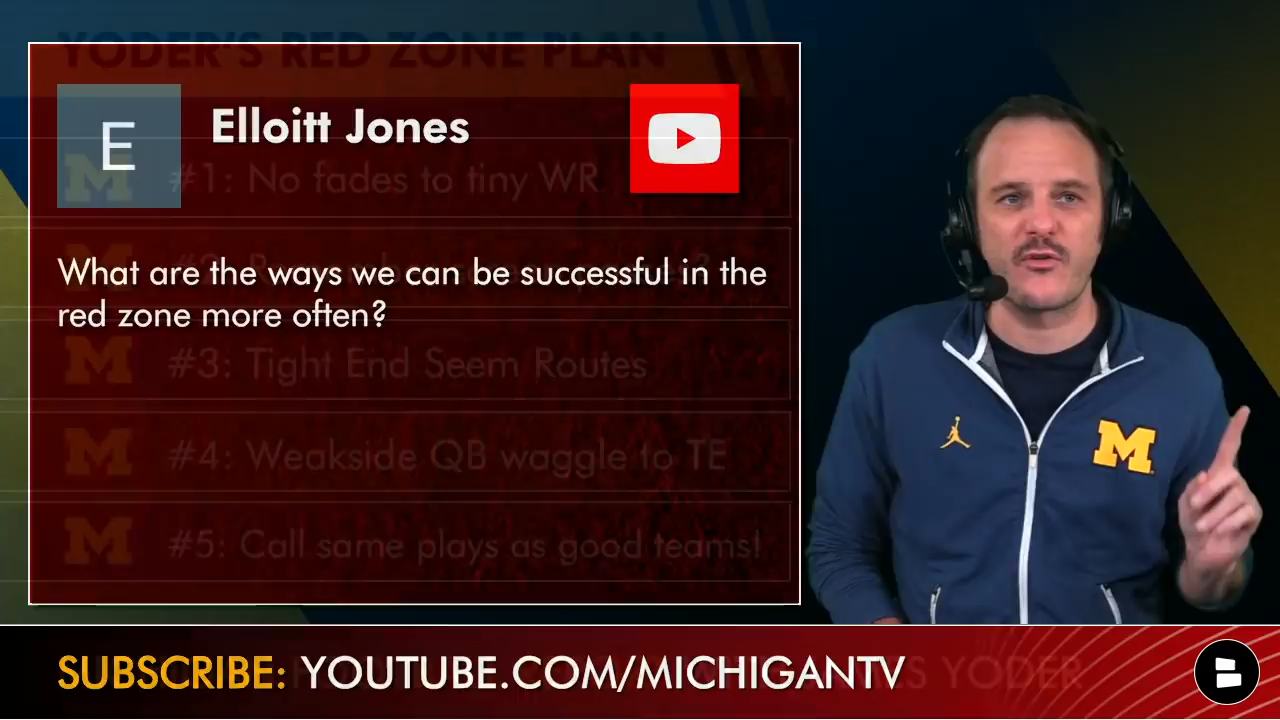 YODER'S RED ZONE PLAN
E
Elloitt Jones
#1: No fades to tiny WR
What are the ways we can be successful in the
red zone more often?
#3: Tight End Seem Routes
#4: Weakside QB waggle to TE
#5: Call same plays as good teams!
M
SUBSCRIBE: YOUTUBE.COM/MICHIGANTV
YODER